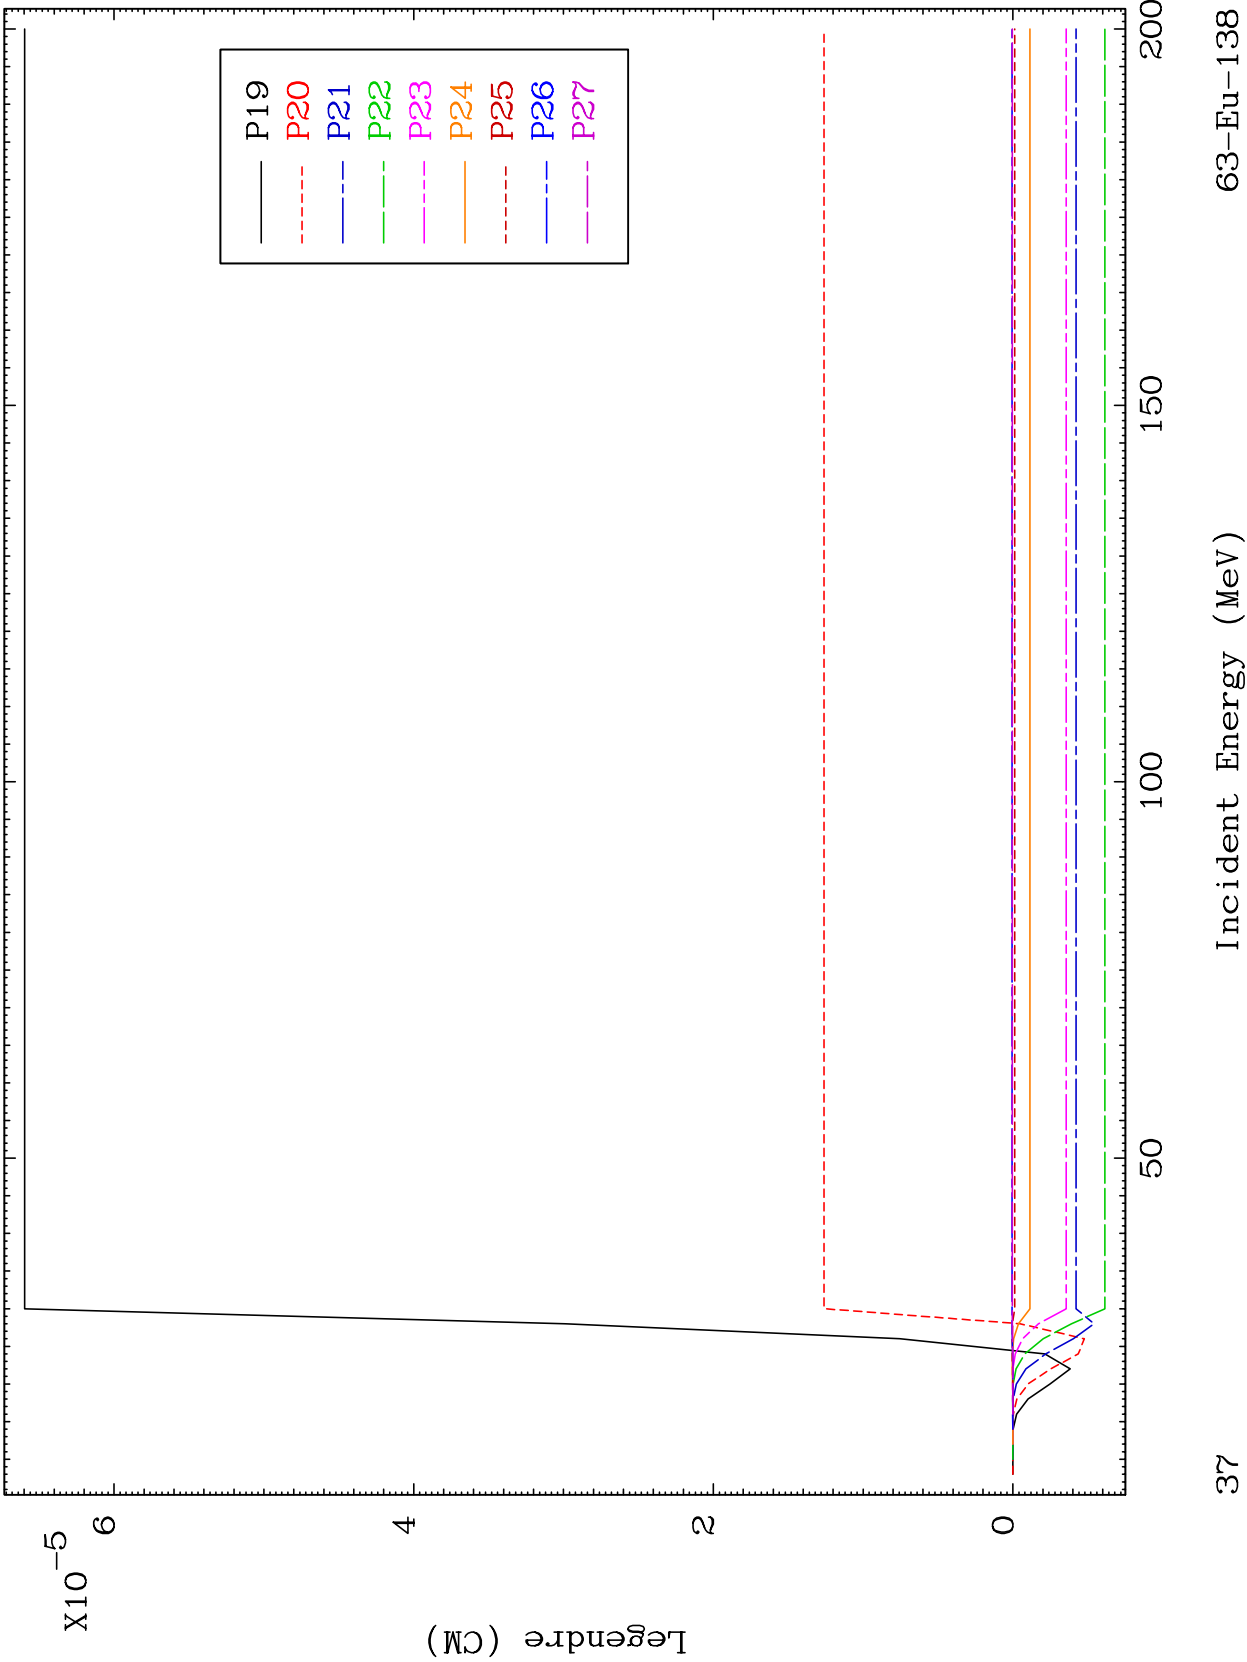 X10-5
6
4
2
0
Legendre (CM)
P19
P20
P21
P22
P23
P24
P25
P26
P27
50
100
150
200
Incident Energy (MeV)
37
63-Eu-138